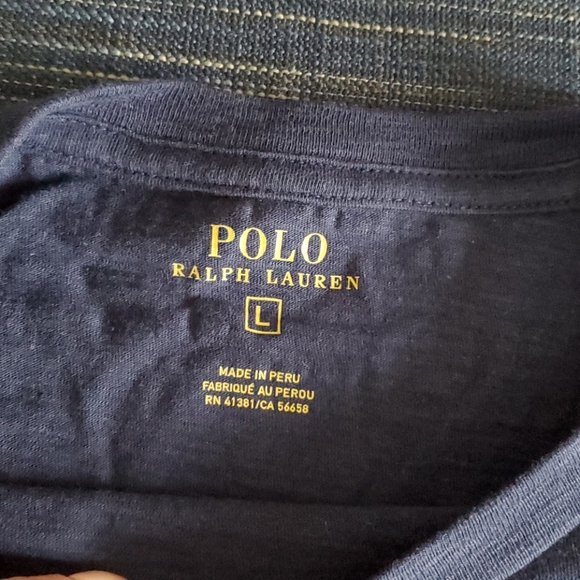 POLO
RALPH LAUREN
L
MADE IN PERU
FABRIQUÉ AU PEROU
RN 41381/CA 56658